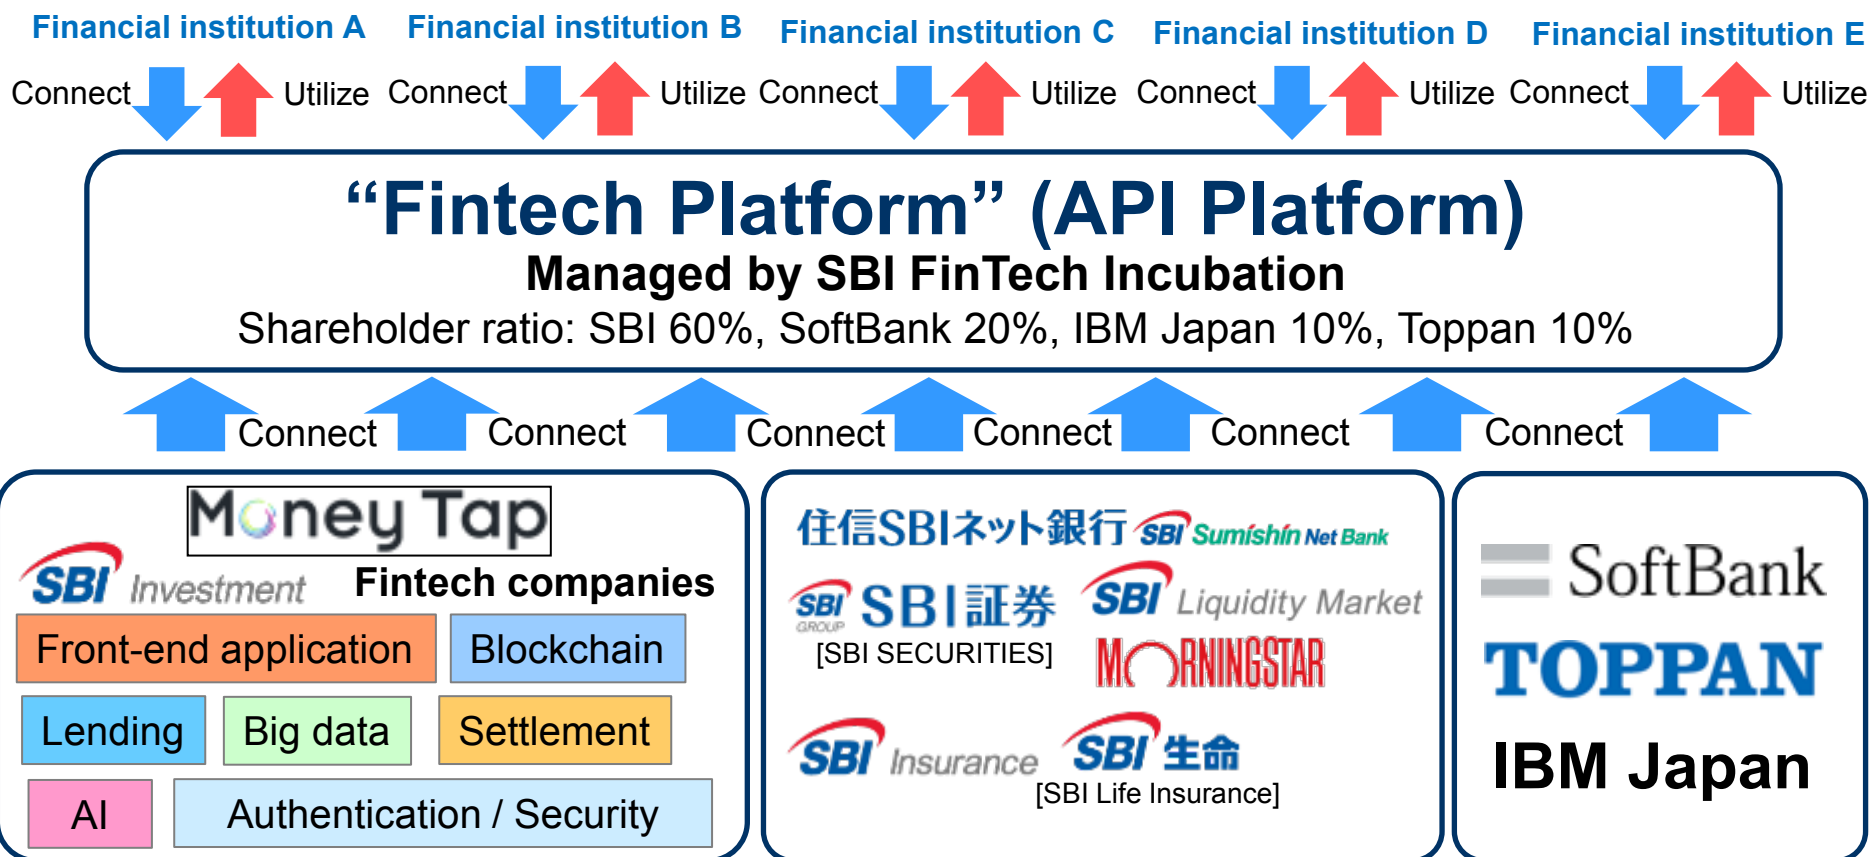 Financial institution A Financial institution B Financial institution C Financial institution D Financial institution E
Connect Utilize Connect Utilize Connect Utilize Connect Utilize Connect Utilize
“Fintech Platform” (API Platform)
Managed by SBI FinTech Incubation
Shareholder ratio: SBI 60%, SoftBank 20%, IBM Japan 10%, Toppan 10%
Connect Connect Connect Connect Connect Connect
Money Tap
SBI Investment Fintech companies
Front-end application Blockchain
Lending Big data Settlement
AI Authentication / Security
住信SBIネット銀行 SBI Sumishin Net Bank
SBI GROUP SBI証券 SBI Liquidity Market
[SBI SECURITIES] MORNINGSTAR
SBI Insurance SBI生命
[SBI Life Insurance]
SoftBank
TOPPAN
IBM Japan